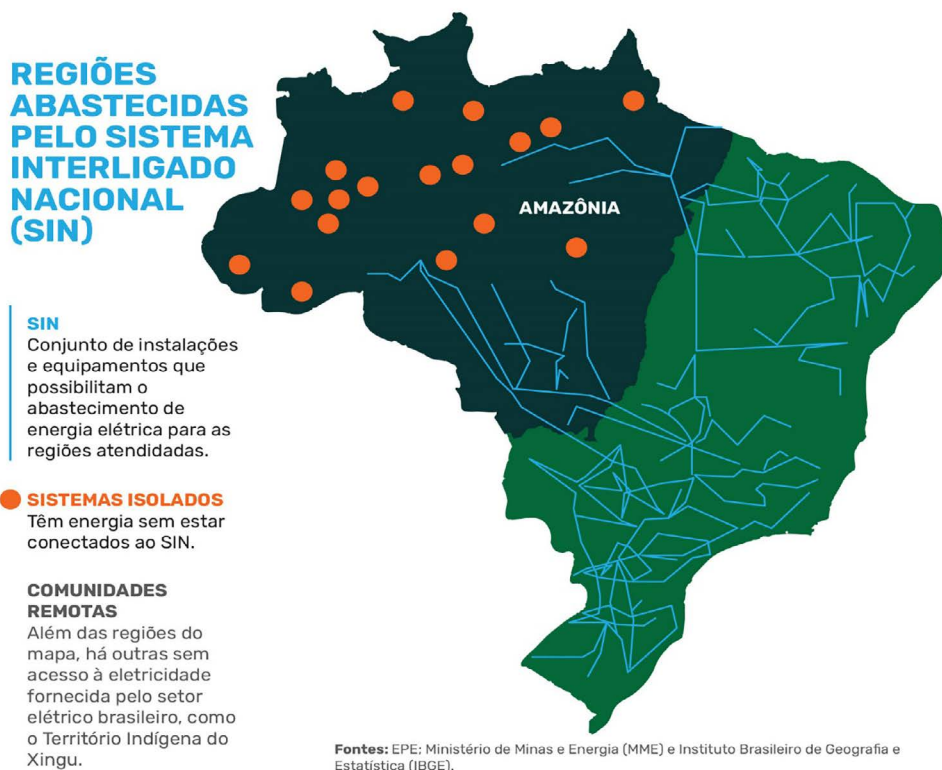 REGIÕES
ABASTECIDAS
PELO SISTEMA
INTERLIGADO
NACIONAL
(SIN)
SIN
Conjunto de instalações
e equipamentos que
possibilitam o
abastecimento de
energia elétrica para as
regiões atendidadas.
SISTEMAS ISOLADOS
Têm energia sem estar
conectados ao SIN.
COMUNIDADES
REMOTAS
Além das regiões do
mapa, há outras sem
acesso à eletricidade
fornecida pelo setor
elétrico brasileiro, como
o Território Indígena do
Xingu.
AMAZÔNIA
Fontes: EPE; Ministério de Minas e Energia (MME) e Instituto Brasileiro de Geografia e
Estatística (IBGE).